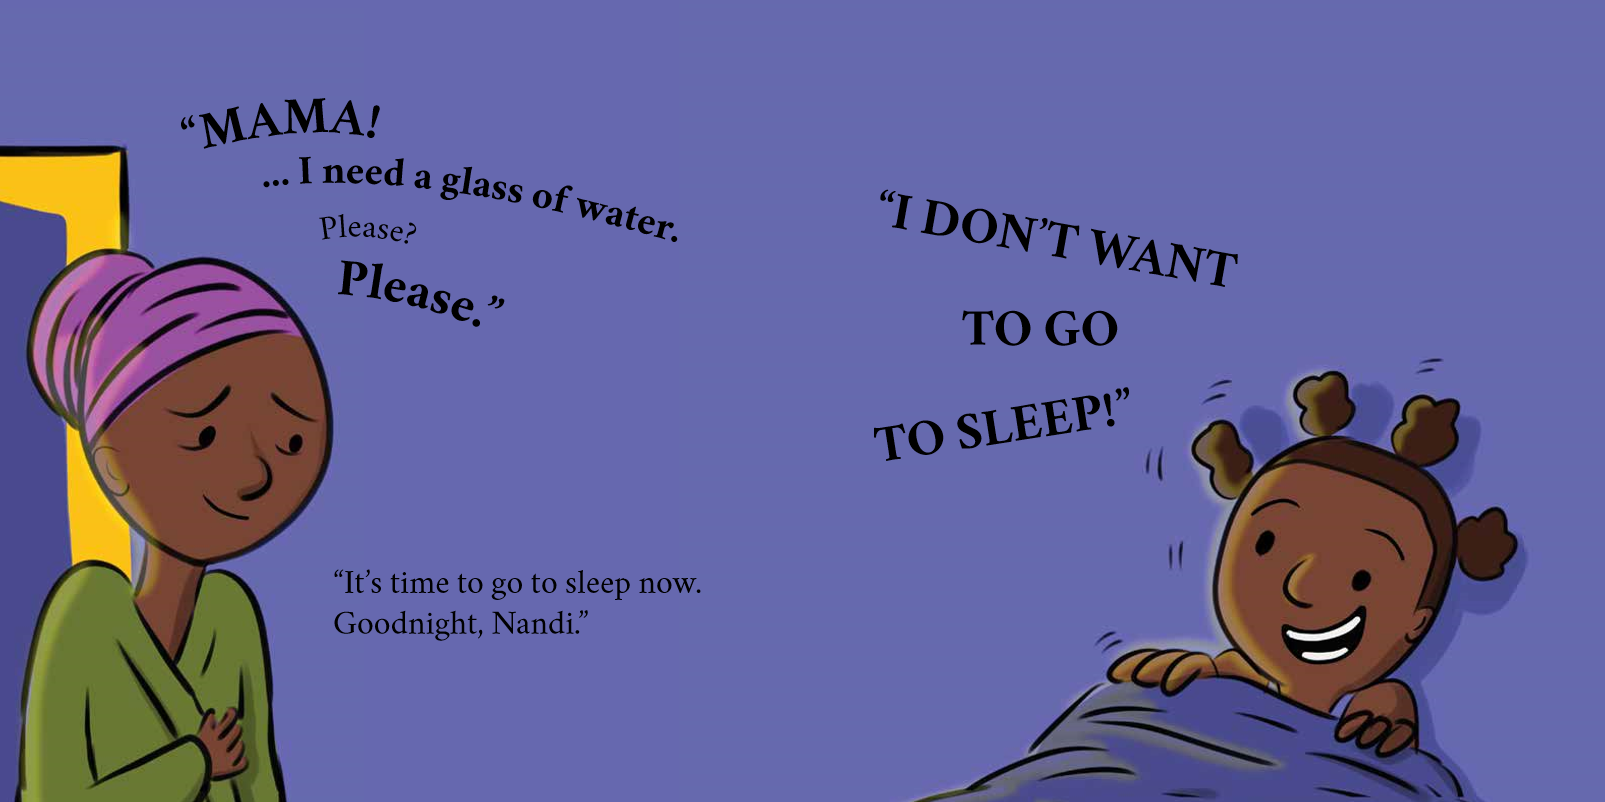 “MAMA!
... I need a glass of water.
Please?
Please.”
“It’s time to go to sleep now.
Goodnight, Nandi.”
“I DON’T WANT
TO GO
TO SLEEP!”